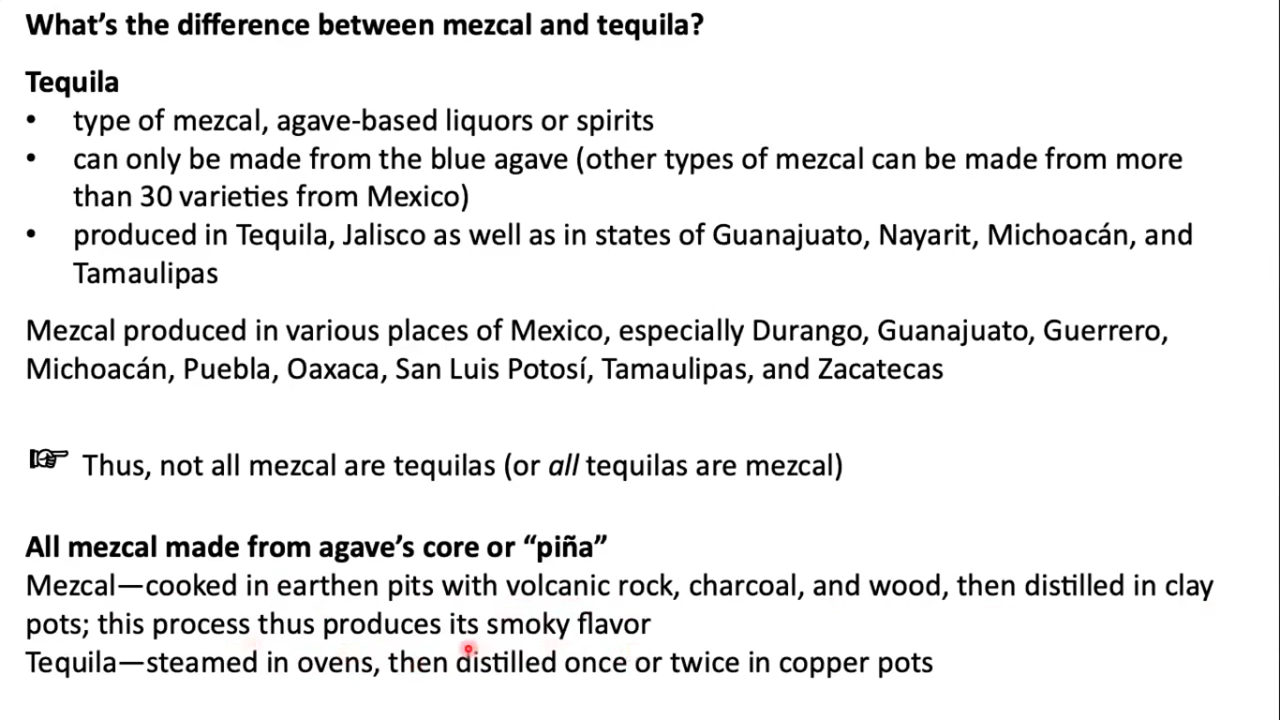 What’s the difference between mezcal and tequila?
Tequila
• type of mezcal, agave-based liquors or spirits
• can only be made from the blue agave (other types of mezcal can be made from more
than 30 varieties from Mexico)
• produced in Tequila, Jalisco as well as in states of Guanajuato, Nayarit, Michoacán, and
Tamaulipas
Mezcal produced in various places of Mexico, especially Durango, Guanajuato, Guerrero,
Michoacán, Puebla, Oaxaca, San Luis Potosí, Tamaulipas, and Zacatecas
☞ Thus, not all mezcal are tequilas (or all tequilas are mezcal)
All mezcal made from agave’s core or “piña”
Mezcal—cooked in earthen pits with volcanic rock, charcoal, and wood, then distilled in clay
pots; this process thus produces its smoky flavor
Tequila—steamed in ovens, then distilled once or twice in copper pots